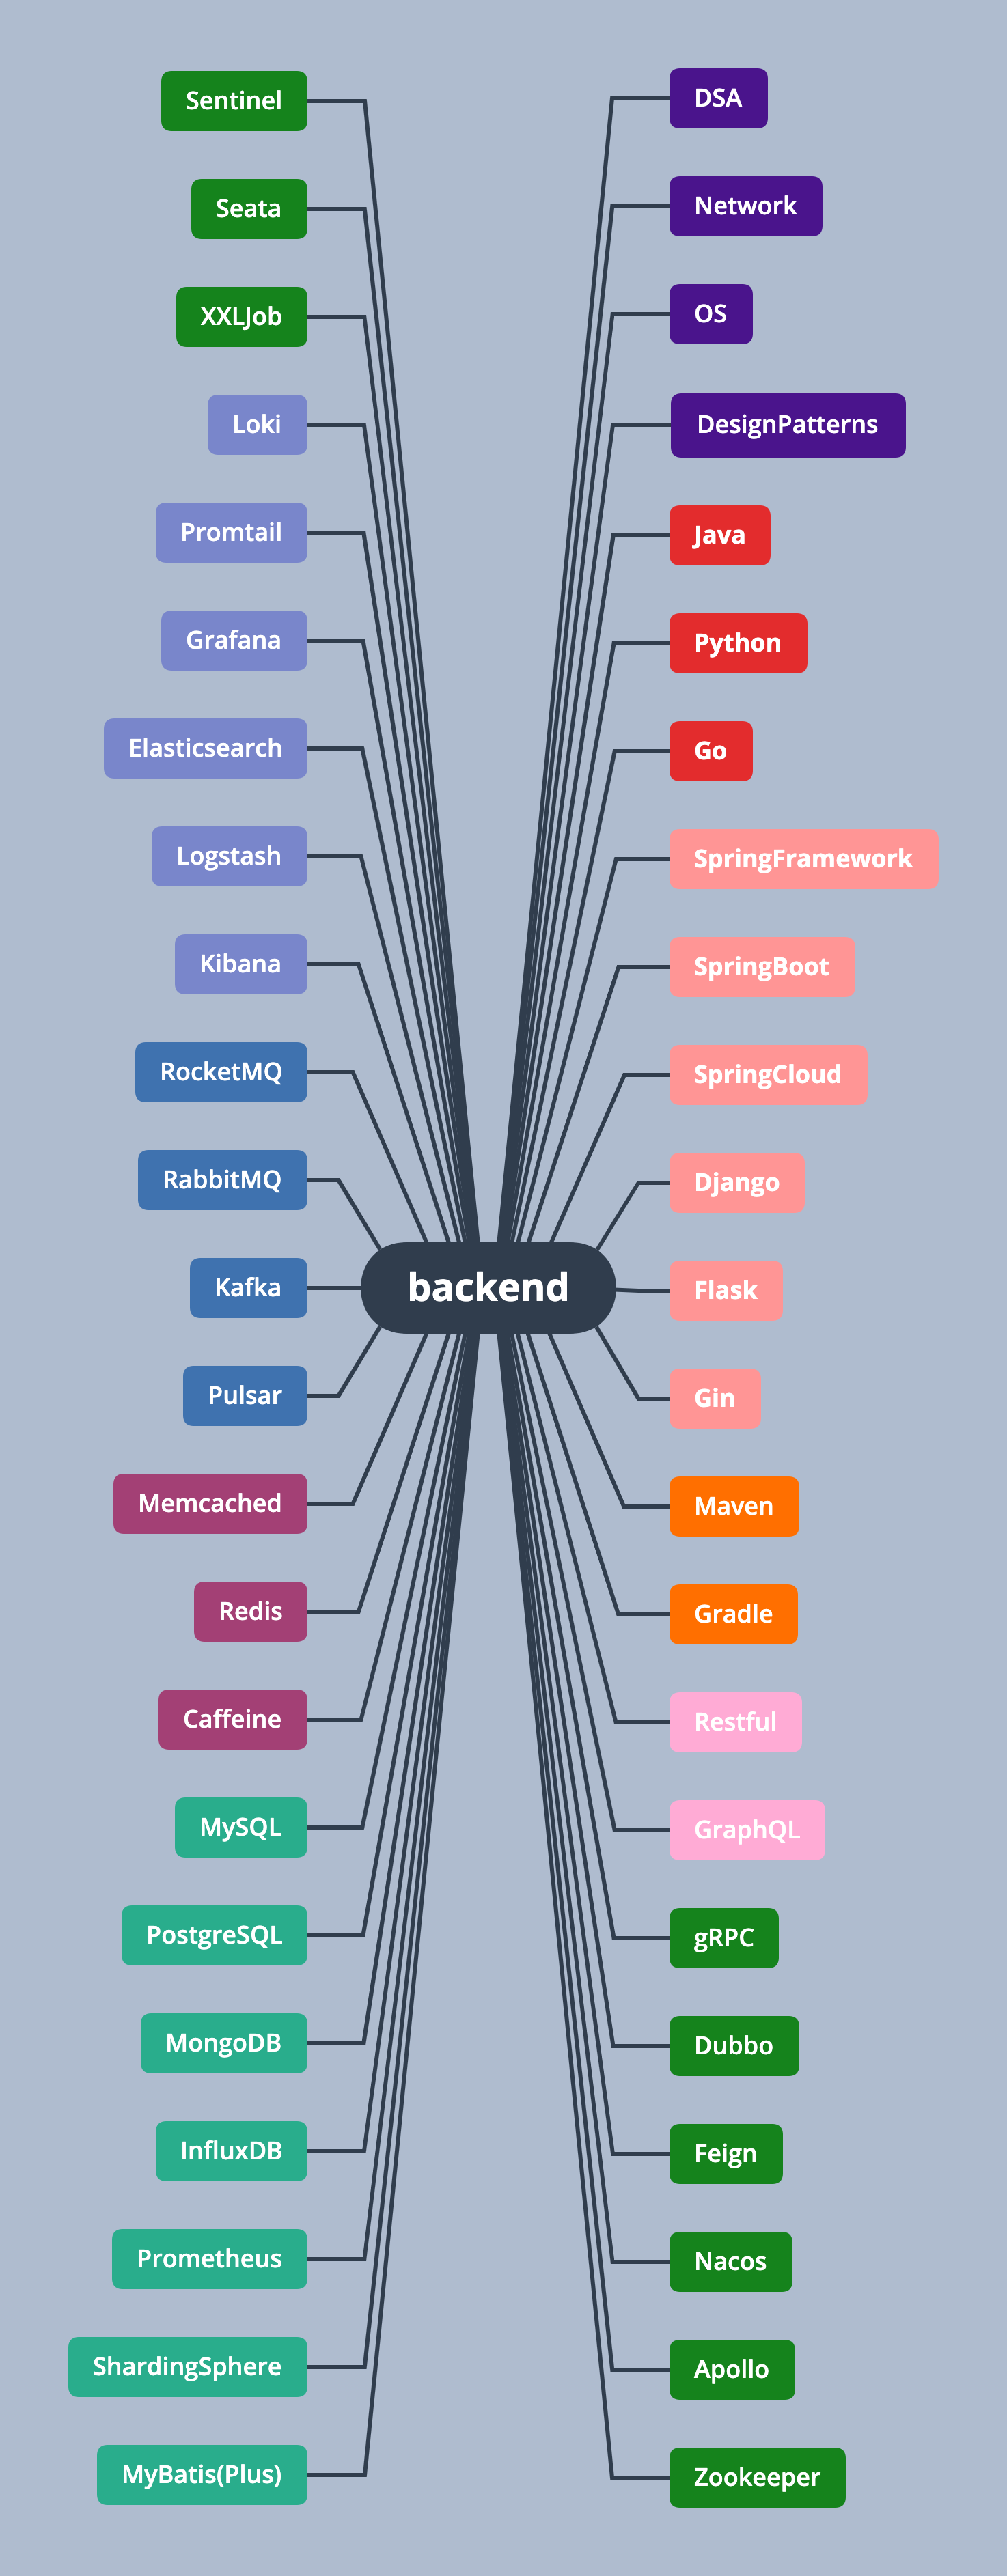 Sentinel
Seata
XXLJob
Loki
Promtail
Grafana
Elasticsearch
Logstash
Kibana
RocketMQ
RabbitMQ
Kafka
Pulsar
Memcached
Redis
Caffeine
MySQL
PostgreSQL
MongoDB
InfluxDB
Prometheus
ShardingSphere
MyBatis(Plus)
backend
DSA
Network
OS
DesignPatterns
Java
Python
Go
SpringFramework
SpringBoot
SpringCloud
Django
Flask
Gin
Maven
Gradle
Restful
GraphQL
gRPC
Dubbo
Feign
Nacos
Apollo
Zookeeper